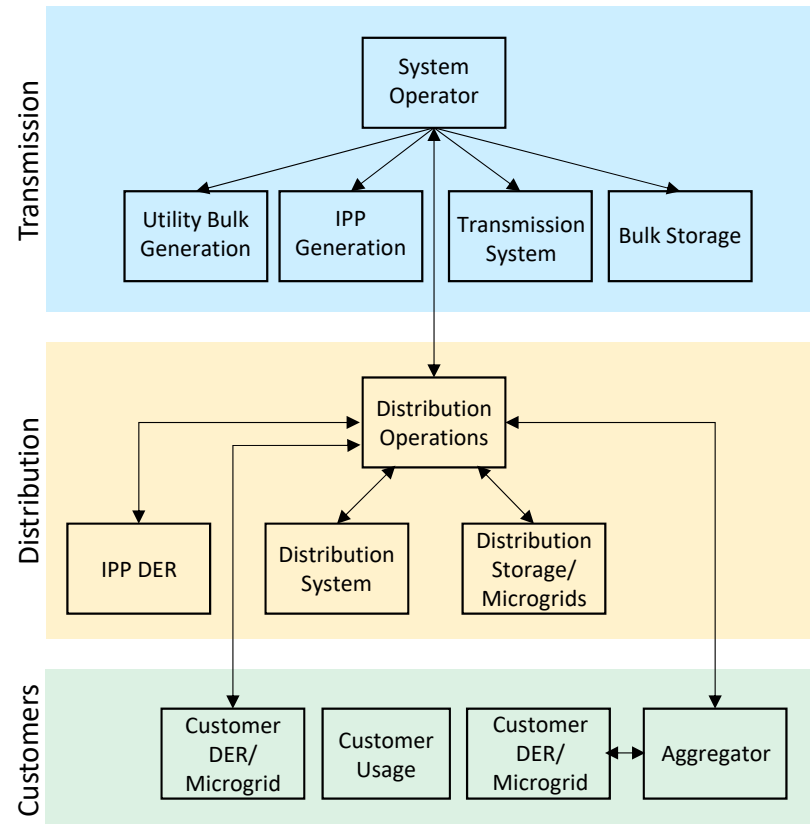 Transmission
System
Operator
Utility Bulk
Generation
IPP
Generation
Transmission
System
Bulk Storage
Distribution
Distribution
Operations
IPP DER
Distribution
System
Distribution
Storage/
Microgrids
Customers
Customer
DER/
Microgrid
Customer
Usage
Customer
DER/
Microgrid
Aggregator